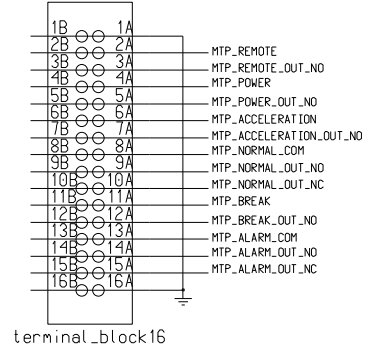 1B 1A
2B 2A MTP_REMOTE
3B 3A MTP_REMOTE_OUT_NO
4B 4A MTP_POWER
5B 5A MTP_POWER_OUT_NO
6B 6A MTP_ACCELERATION
7B 7A MTP_ACCELERATION_OUT_NO
8B 8A MTP_NORMAL_COM
9B 9A MTP_NORMAL_OUT_NO
10B 10A MTP_NORMAL_OUT_NC
11B 11A MTP_BREAK
12B 12A MTP_BREAK_OUT_NO
13B 13A MTP_ALARM_COM
14B 14A MTP_ALARM_OUT_NO
15B 15A MTP_ALARM_OUT_NC
16B 16A
terminal_block16